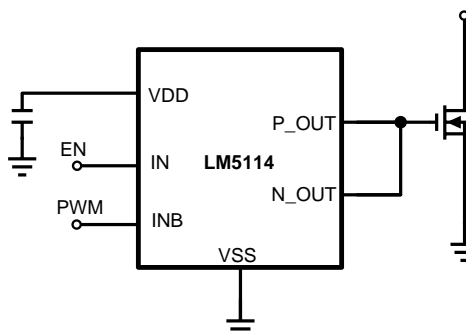 VDD
P_OUT
EN
IN
LM5114
N_OUT
PWM
INB
VSS